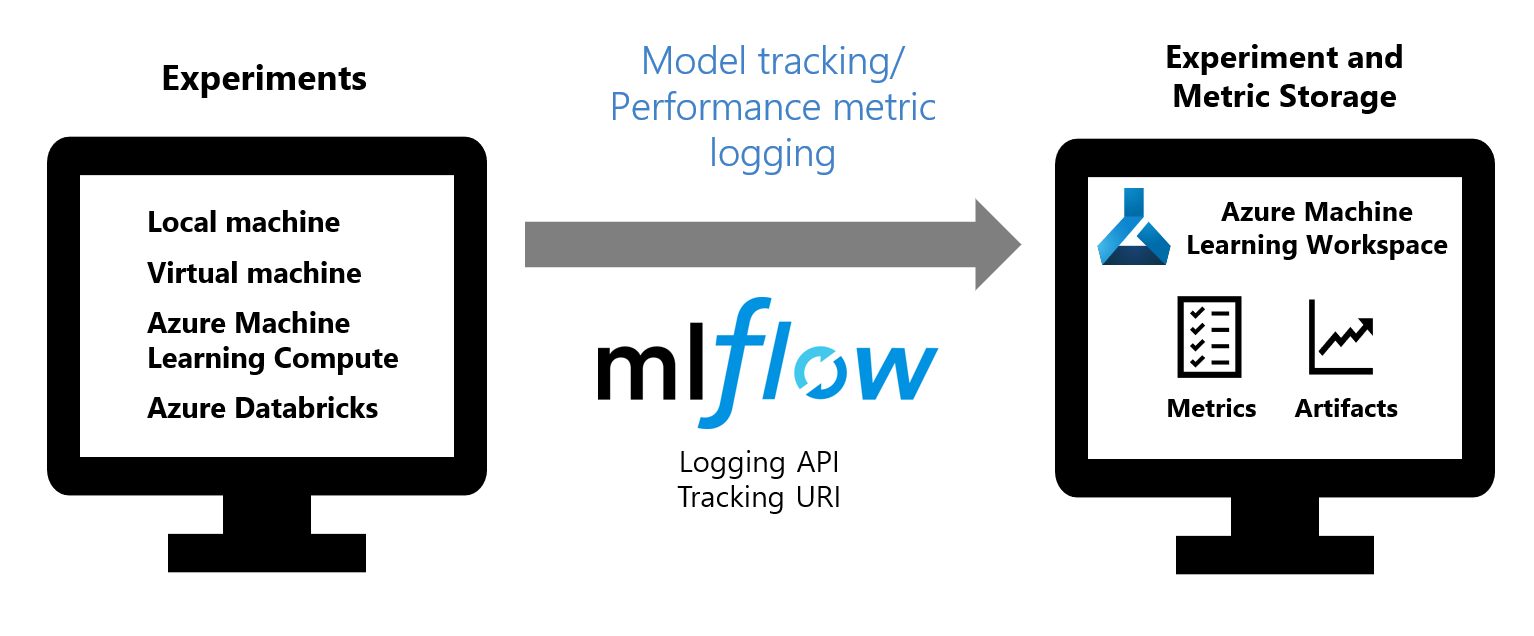 Experiments
Local machine
Virtual machine
Azure Machine
Learning Compute
Azure Databricks
Model tracking/
Performance metric
logging
mlflow
Logging API
Tracking URI
Experiment and
Metric Storage
Azure Machine
Learning Workspace
Metrics
Artifacts